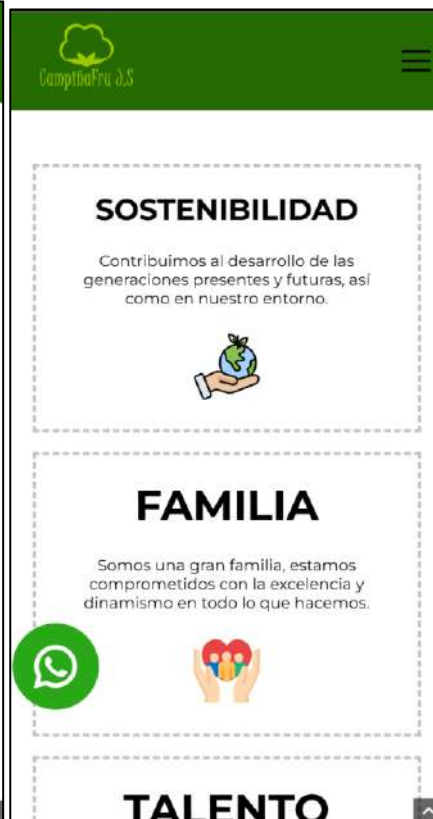 CampiñaFru J.S
SOSTENIBILIDAD
Contribuimos al desarrollo de las
generaciones presentes y futuras, así
como en nuestro entorno.
FAMILIA
Somos una gran familia, estamos
comprometidos con la excelencia y
dinamismo en todo lo que hacemos.
TALENTO